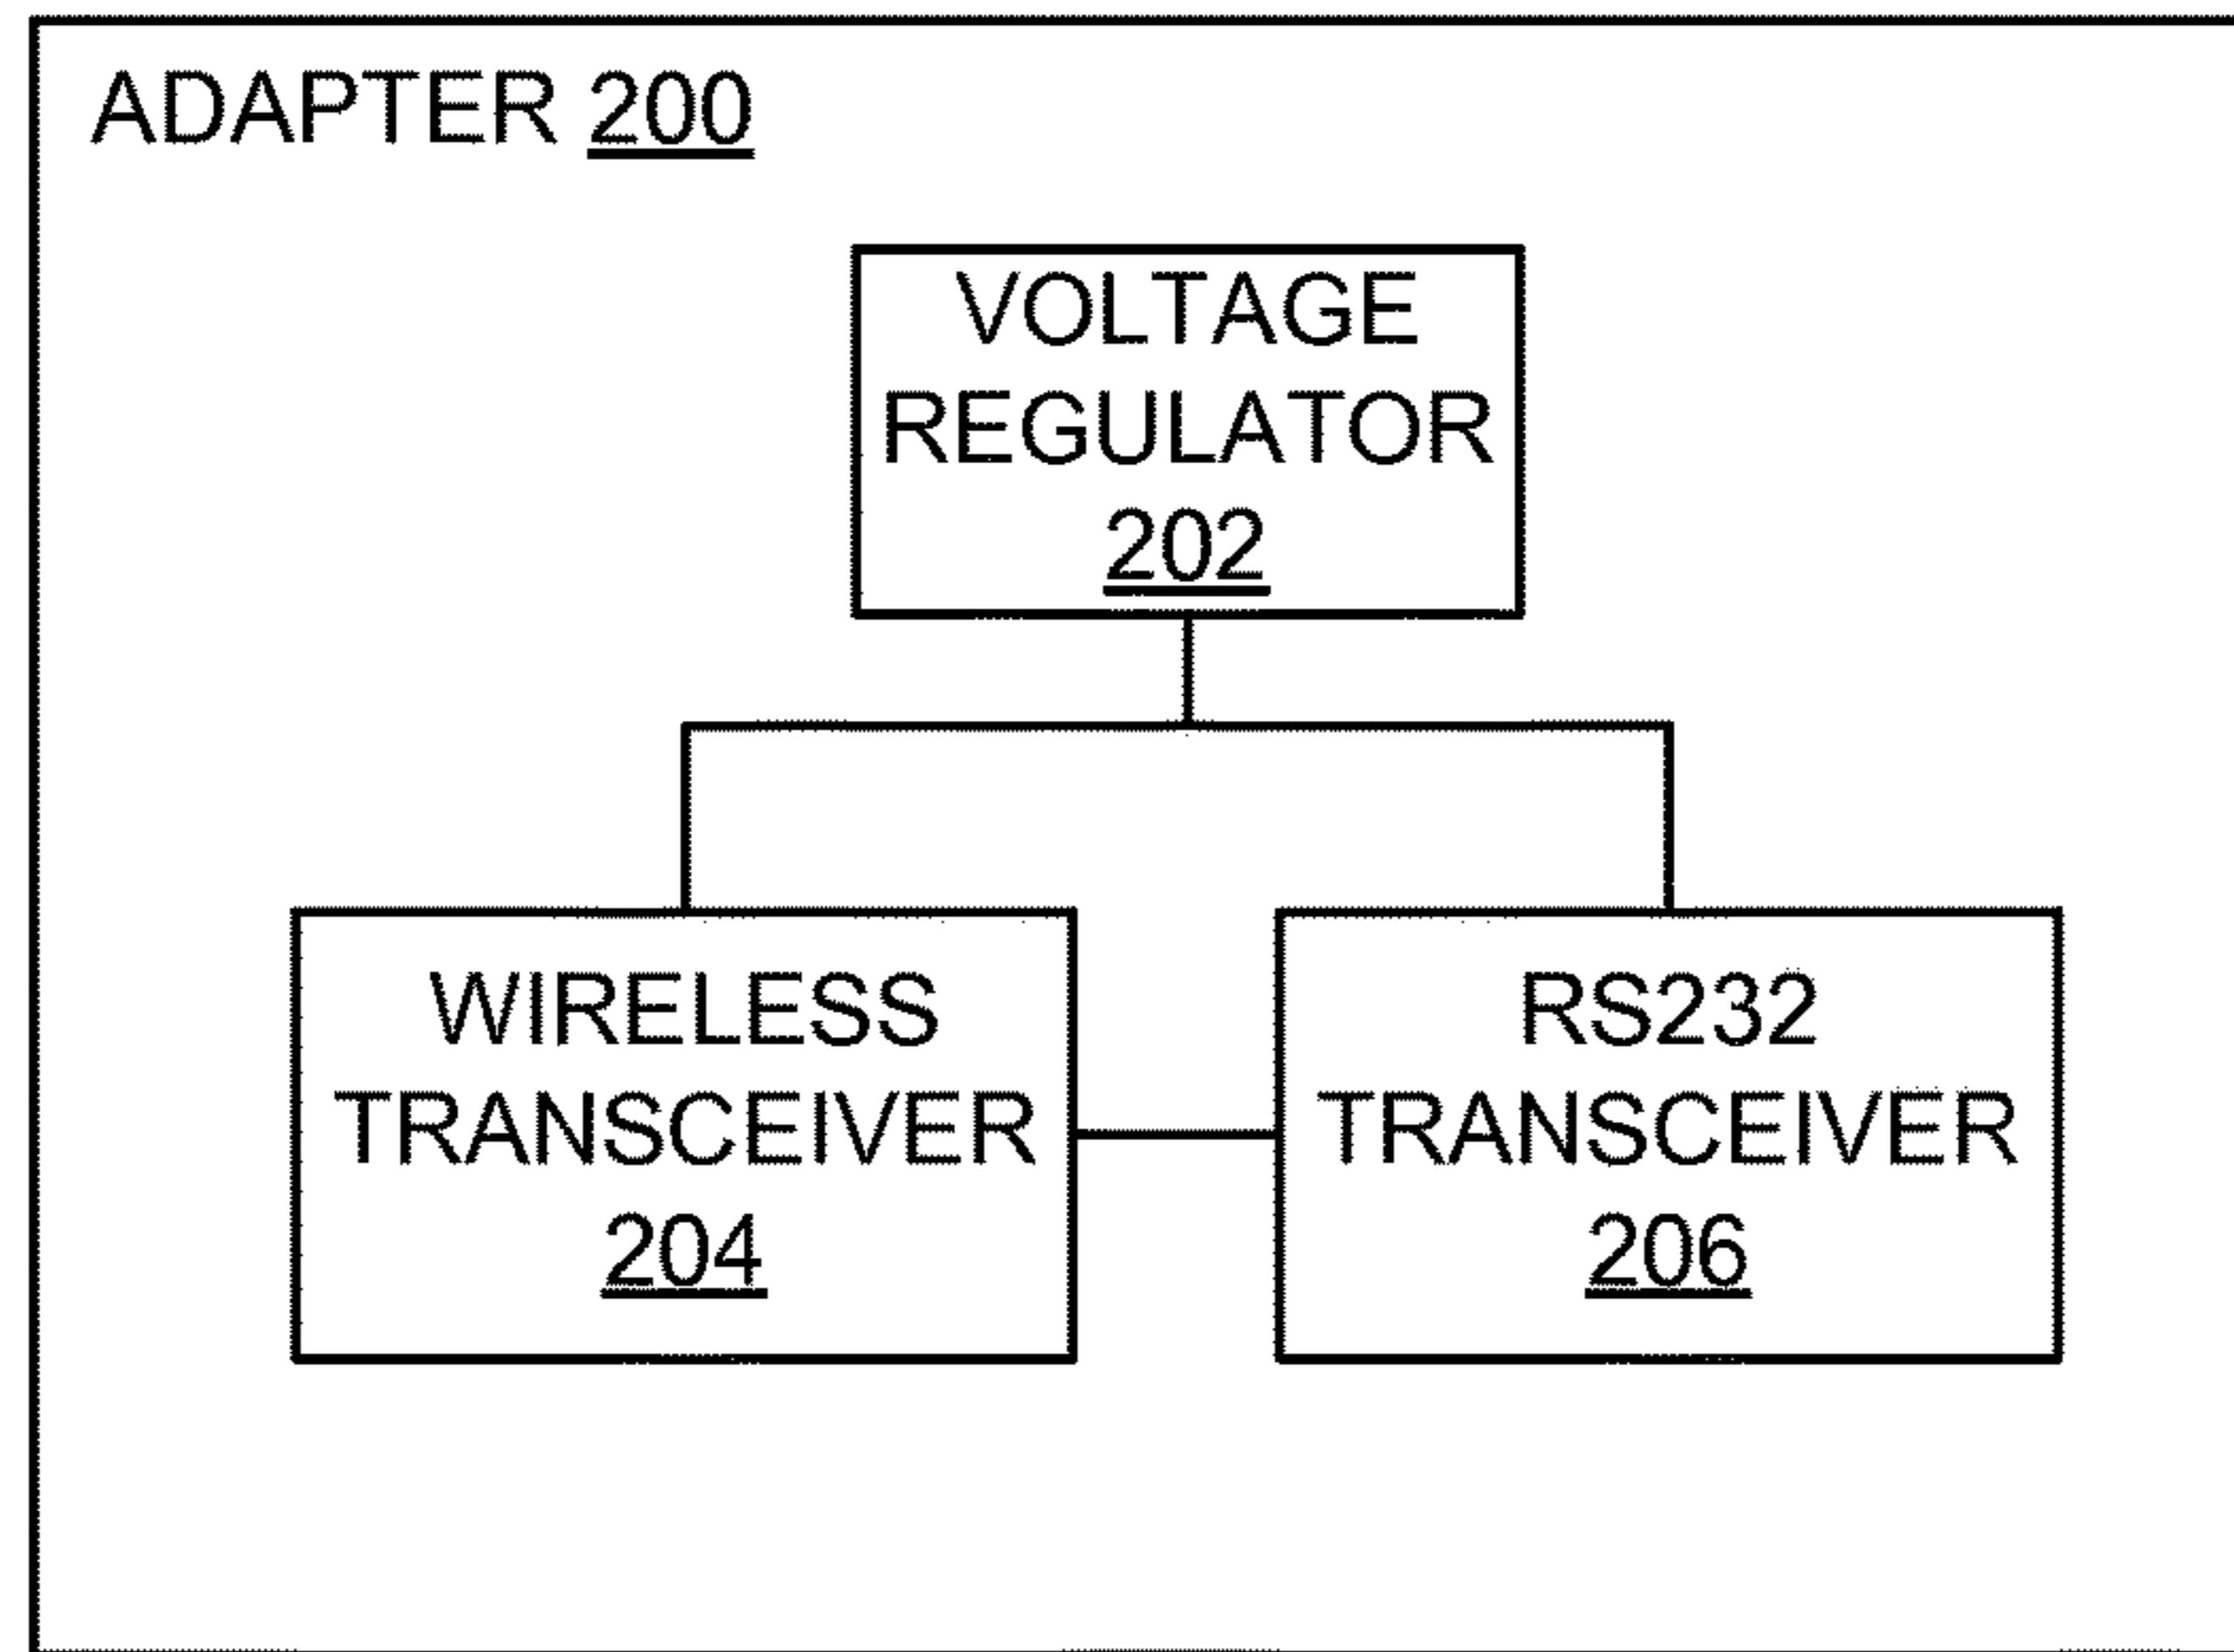 ADAPTER 200
VOLTAGE
REGULATOR
202
WIRELESS
TRANSCEIVER
204
RS232
TRANSCEIVER
206